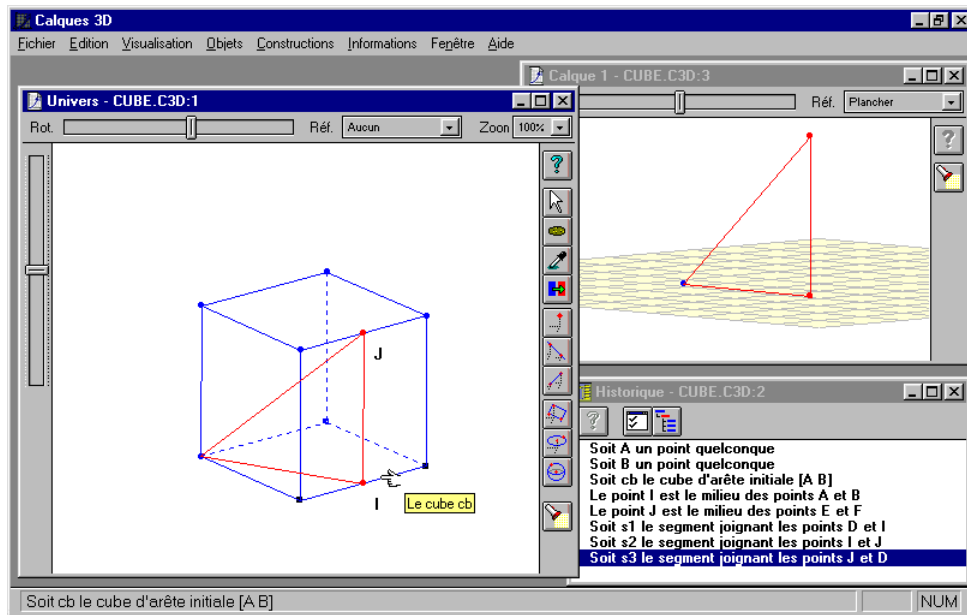 Calques 3D
Fichier Edition Visualisation Objets Constructions Informations Fenêtre Aide
Calque 1 - CUBE.C3D:3
Réf. Plancher
Univers - CUBE.C3D:1
Rot. Réf. Aucun Zoon 100%
J
I
Le cube cb
Historique - CUBE.C3D:2
Soit A un point quelconque
Soit B un point quelconque
Soit cb le cube d'arête initiale [A B]
Le point I est le milieu des points A et B
Le point J est le milieu des points E et F
Soit s1 le segment joignant les points D et I
Soit s2 le segment joignant les points I et J
Soit s3 le segment joignant les points J et D
Soit cb le cube d'arête initiale [A B]
NUM